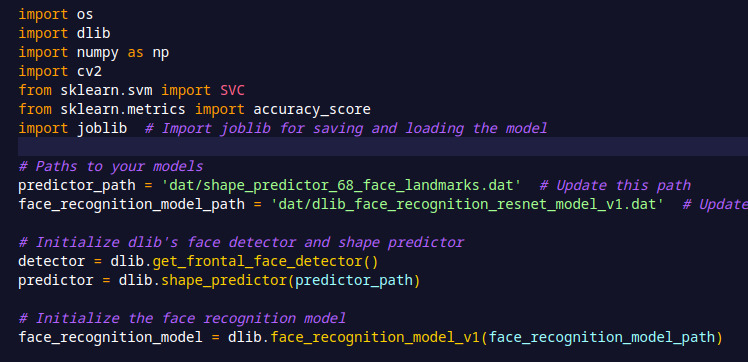 import os
import dlib
import numpy as np
import cv2
from sklearn.svm import SVC
from sklearn.metrics import accuracy_score
import joblib  # Import joblib for saving and loading the model

# Paths to your models
predictor_path = 'dat/shape_predictor_68_face_landmarks.dat'  # Update this path
face_recognition_model_path = 'dat/dlib_face_recognition_resnet_model_v1.dat'  # Update

# Initialize dlib's face detector and shape predictor
detector = dlib.get_frontal_face_detector()
predictor = dlib.shape_predictor(predictor_path)

# Initialize the face recognition model
face_recognition_model = dlib.face_recognition_model_v1(face_recognition_model_path)